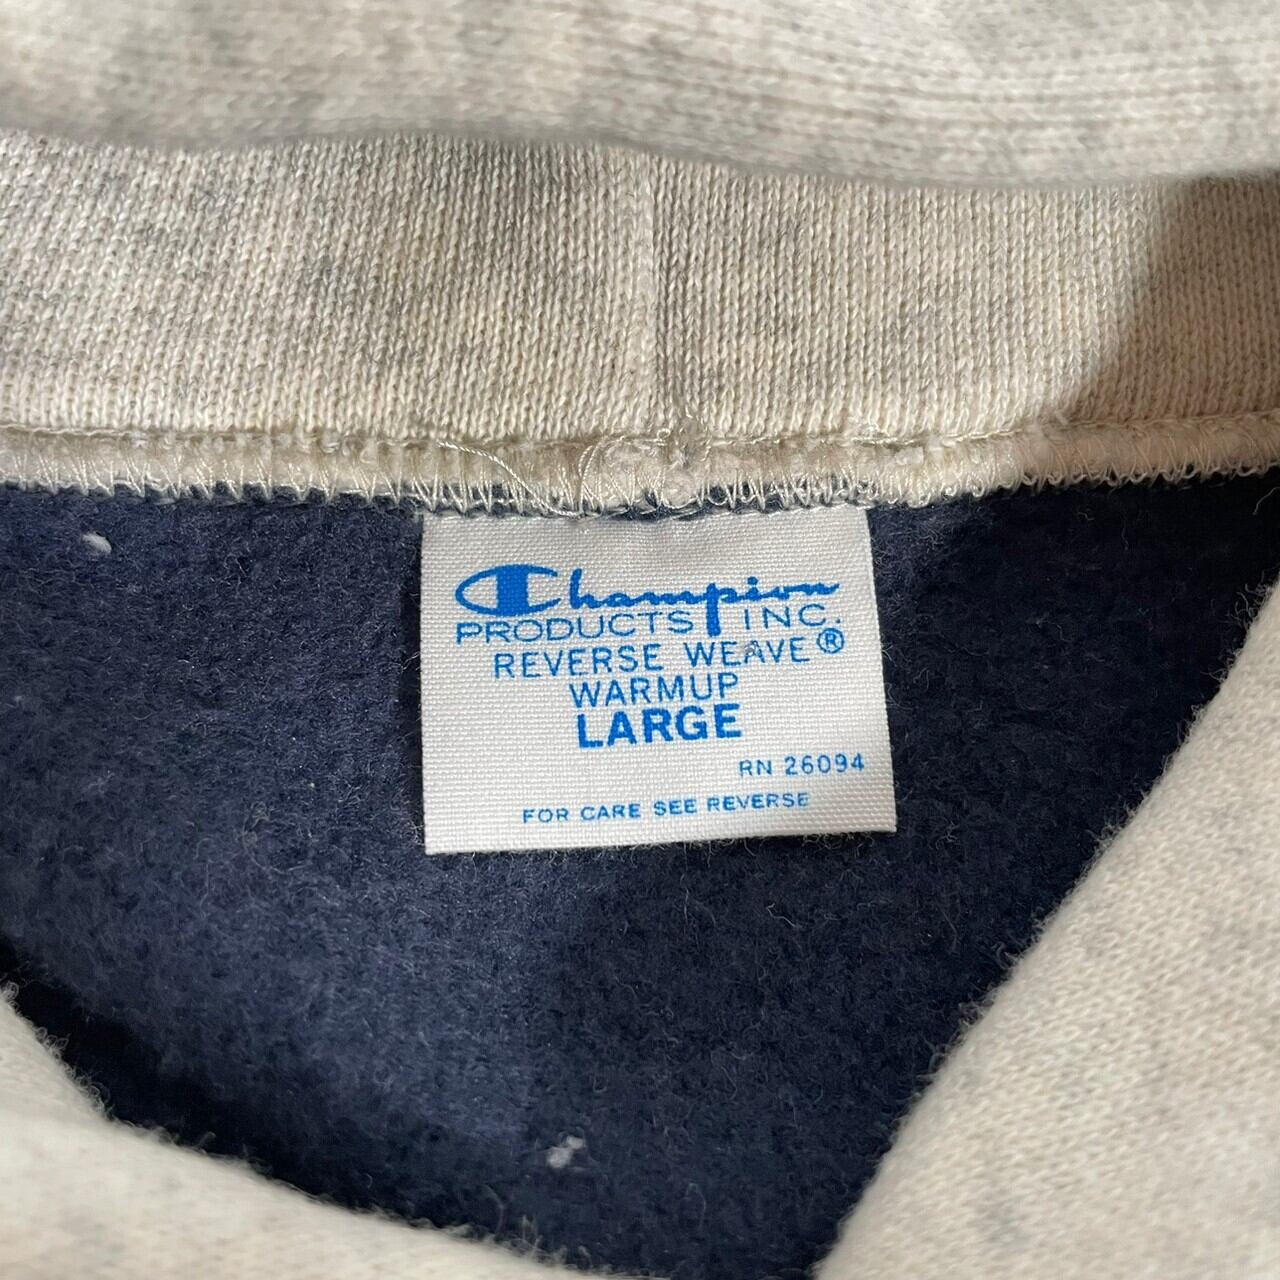 Champion
PRODUCTS INC.
REVERSE WEAVE®
WARMUP
LARGE
RN 26094
FOR CARE SEE REVERSE